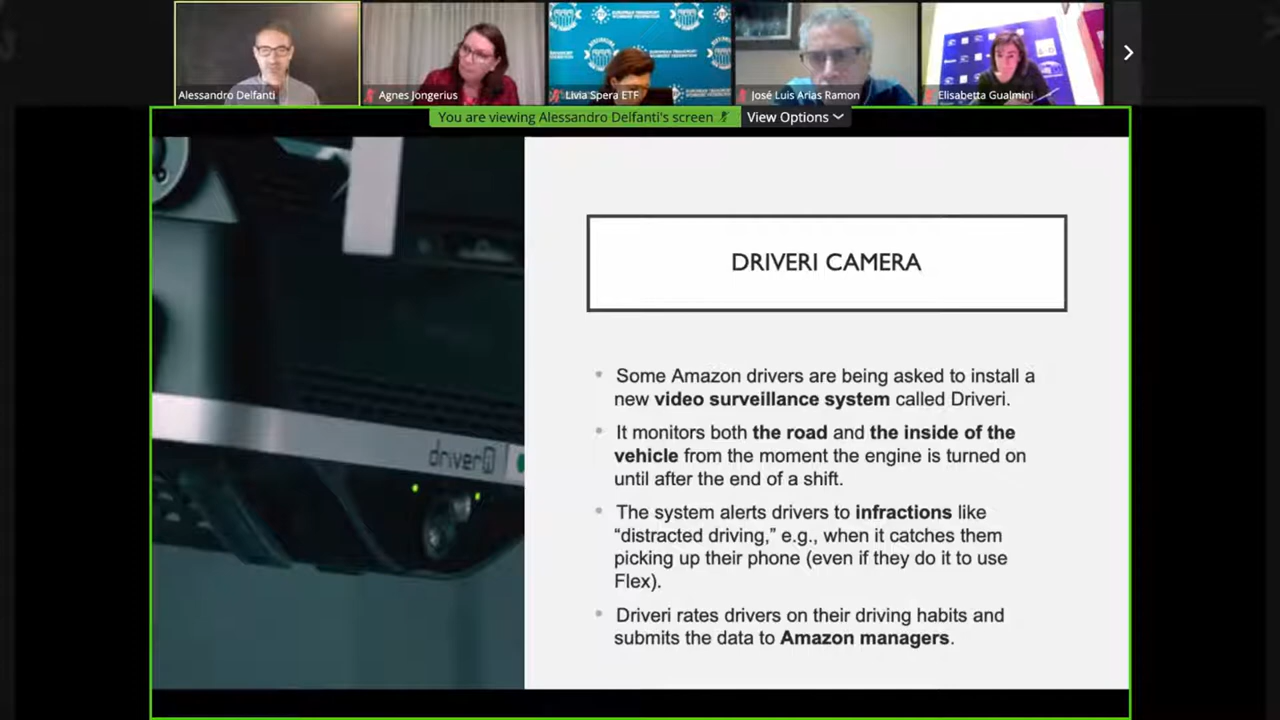 Alessandro Delfanti
Agnes Jongerius
Livia Spera ETF
José Luis Arias Ramon
Elisabetta Gualmini
You are viewing Alessandro Delfanti's screen
View Options
driveri
DRIVERI CAMERA
Some Amazon drivers are being asked to install a
new video surveillance system called Driveri.
It monitors both the road and the inside of the
vehicle from the moment the engine is turned on
until after the end of a shift.
The system alerts drivers to infractions like
“distracted driving,” e.g., when it catches them
picking up their phone (even if they do it to use
Flex).
Driveri rates drivers on their driving habits and
submits the data to Amazon managers.